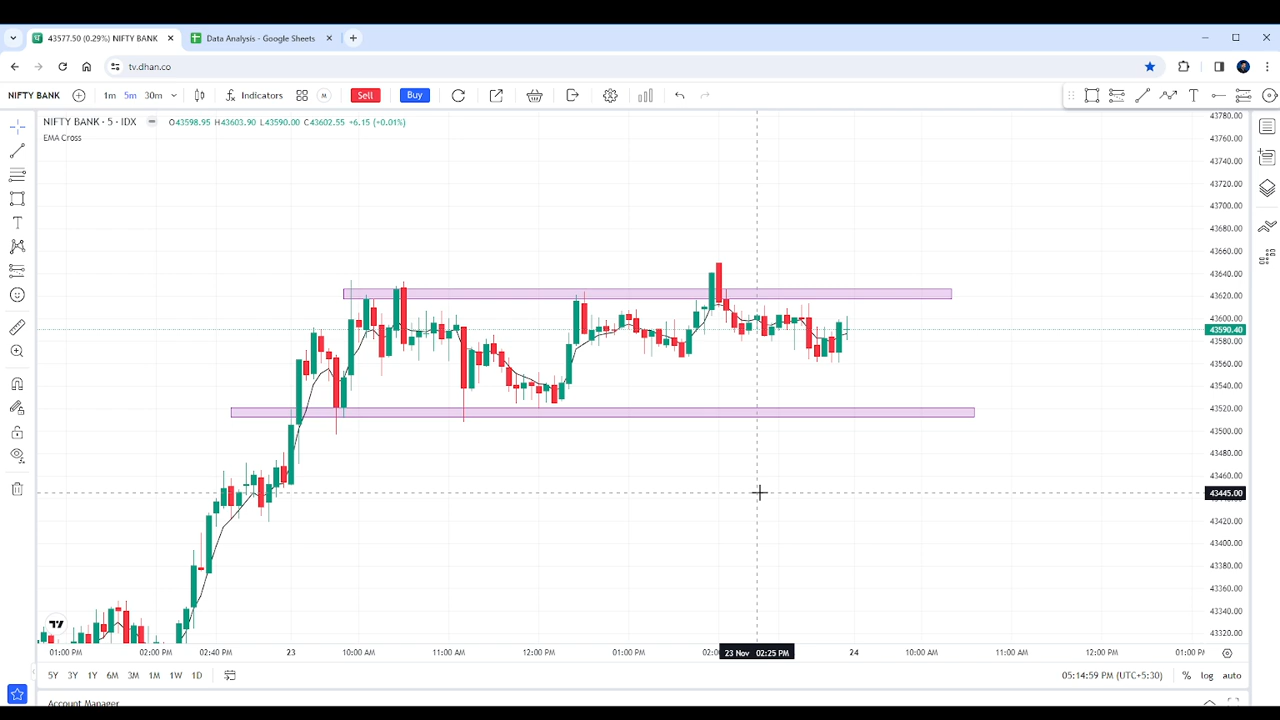 43577.50 (0.29%) NIFTY BANK
Data Analysis - Google Sheets
tv.dhan.co
NIFTY BANK
1m 5m 30m
Indicators
M
Sell
Buy
NIFTY BANK · 5 · IDX
O43598.95 H43603.90 L43590.00 C43602.55 +6.15 (+0.01%)
EMA Cross
43780.00
43760.00
43740.00
43720.00
43700.00
43680.00
43660.00
43640.00
43620.00
43600.00
43590.40
43580.00
43560.00
43540.00
43520.00
43500.00
43480.00
43460.00
43445.00
43420.00
43400.00
43380.00
43360.00
43340.00
43320.00
01:00 PM 02:00 PM 02:40 PM 23 10:00 AM 11:00 AM 12:00 PM 01:00 PM 23 Nov 02:25 PM 24 10:00 AM 11:00 AM 12:00 PM
5Y 3Y 1Y 6M 3M 1M 1W 1D
05:14:59 PM (UTC+5:30) % log auto
Account Manager